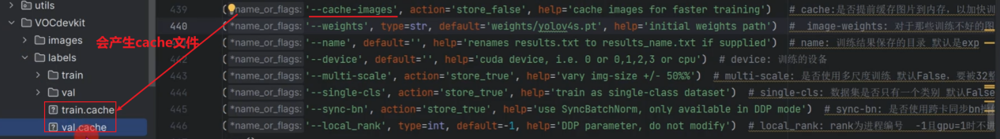 utils
VOCdevkit
images
labels
train
val
train.cache
val.cache
会产生cache文件
439 (*name_or_flags: '--cache-images', action='store_false', help='cache images for faster training') # cache:是否提前缓存图片到内存，以加快训
440 (*name_or_flags: '--weights', type=str, default='weights/yolov4s.pt', help='initial weights path') # image-weights: 对于那些训练不好的图
(*name_or_flags: '--name', default='', help='renames results.txt to results_name.txt if supplied') # name: 训练结果保存的目录 默认是exp
442 (*name_or_flags: '--device', default='', help='cuda device, i.e. 0 or 0,1,2,3 or cpu') # device: 训练的设备
443 (*name_or_flags: '--multi-scale', action='store_true', help='vary img-size +/- 50%%') # multi-scale: 是否使用多尺度训练 默认False，要被32整
444 (*name_or_flags: '--single-cls', action='store_true', help='train as single-class dataset') # single-cls: 数据集是否只有一个类别 默认False
445 (*name_or_flags: '--sync-bn', action='store_true', help='use SyncBatchNorm, only available in DDP mode') # sync-bn: 是否使用跨卡同步bn
446 (*name_or_flags: '--local_rank', type=int, default=-1, help='DDP parameter, do not modify') # local_rank: rank为进程编号 -1且gpu=1时不进